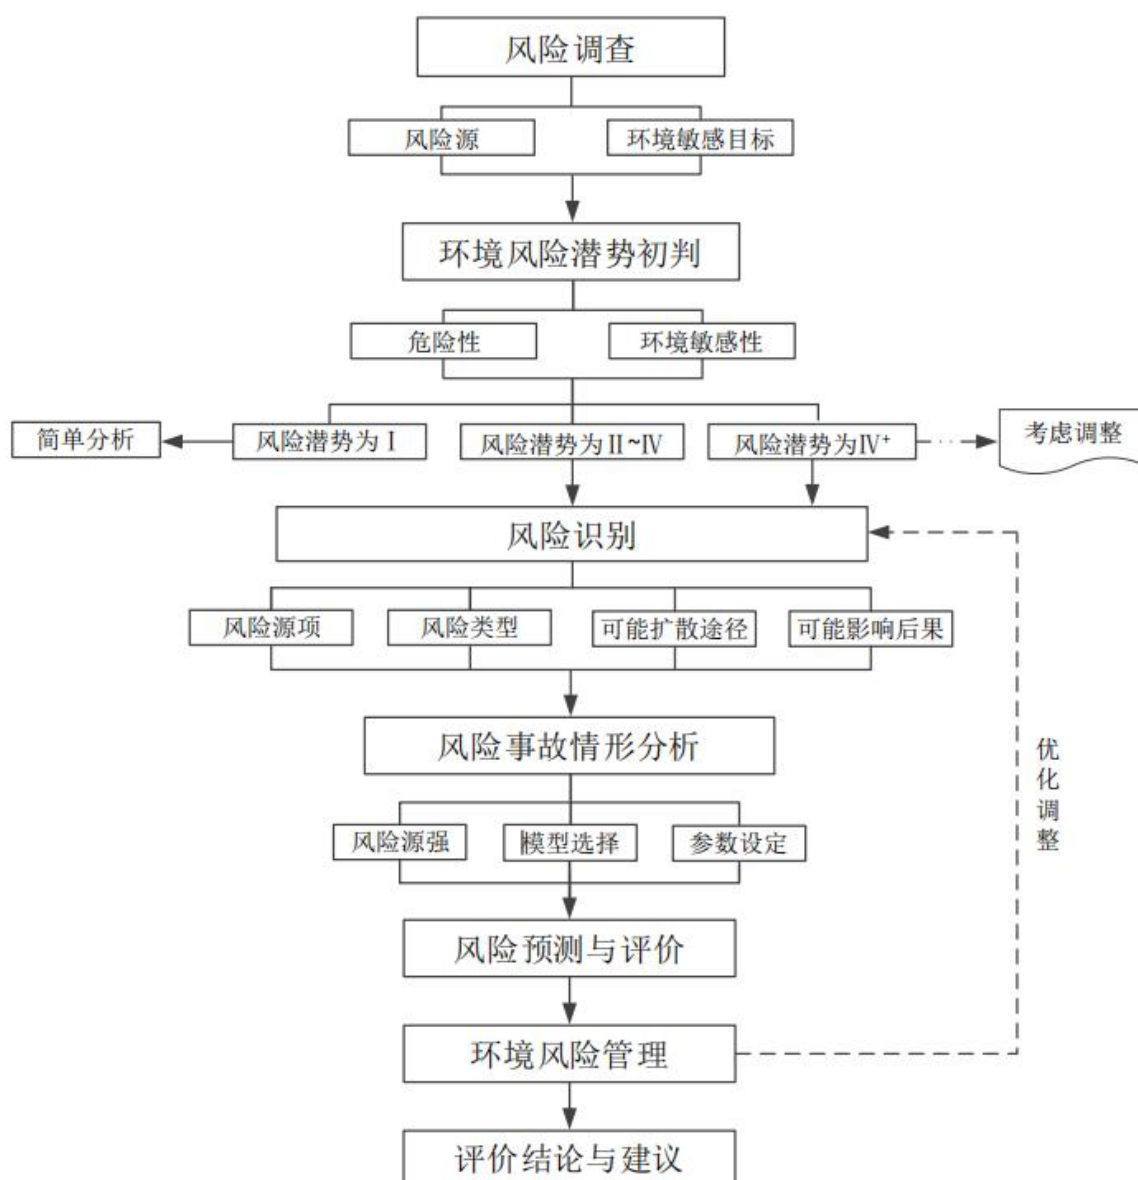 风险调查
风险源
环境敏感目标
环境风险潜势初判
危险性
环境敏感性
简单分析
风险潜势为Ⅰ
风险潜势为Ⅱ~Ⅳ
风险潜势为Ⅳ⁺
考虑调整
风险识别
风险源项
风险类型
可能扩散途径
可能影响后果
风险事故情形分析
优化调整
风险源强
模型选择
参数设定
风险预测与评价
环境风险管理
评价结论与建议